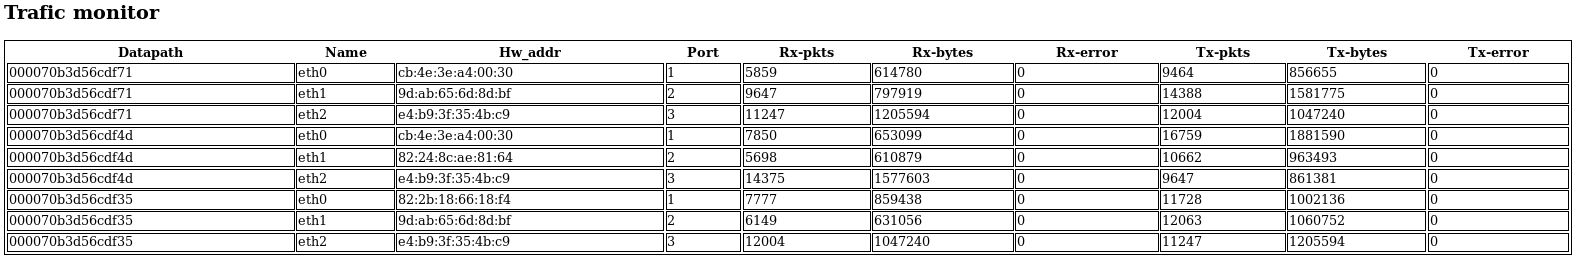 Trafic monitor
Datapath Name Hw_addr Port Rx-pkts Rx-bytes Rx-error Tx-pkts Tx-bytes Tx-error
000070b3d56cdf71 eth0 cb:4e:3e:a4:00:30 1 5859 614780 0 9464 856655 0
000070b3d56cdf71 eth1 9d:ab:65:6d:8d:bf 2 9647 797919 0 14388 1581775 0
000070b3d56cdf71 eth2 e4:b9:3f:35:4b:c9 3 11247 1205594 0 12004 1047240 0
000070b3d56cdf4d eth0 cb:4e:3e:a4:00:30 1 7850 653099 0 16759 1881590 0
000070b3d56cdf4d eth1 82:24:8c:ae:81:64 2 5698 610879 0 10662 963493 0
000070b3d56cdf4d eth2 e4:b9:3f:35:4b:c9 3 14375 1577603 0 9647 861381 0
000070b3d56cdf35 eth0 82:2b:18:66:18:f4 1 7777 859438 0 11728 1002136 0
000070b3d56cdf35 eth1 9d:ab:65:6d:8d:bf 2 6149 631056 0 12063 1060752 0
000070b3d56cdf35 eth2 e4:b9:3f:35:4b:c9 3 12004 1047240 0 11247 1205594 0